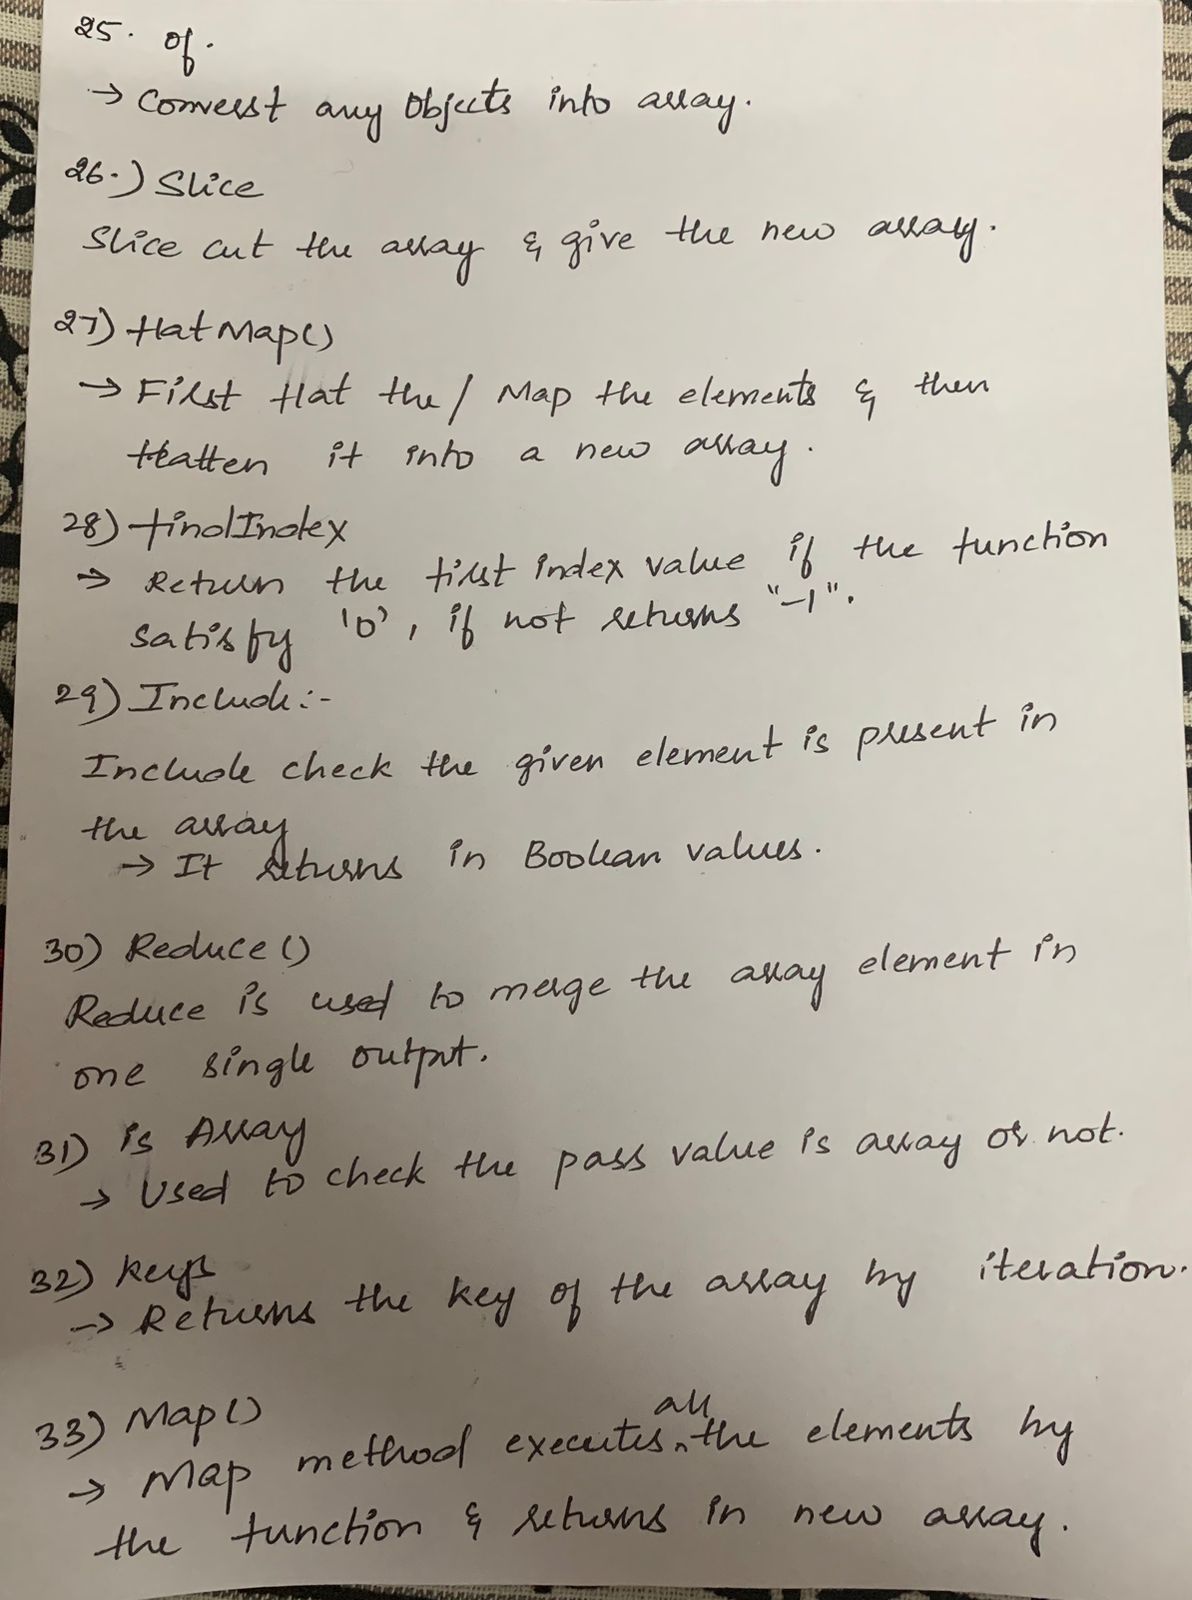 25. of.
→ Converst any Objects into array.
26.) Slice
Slice cut the array & give the new array.
27) flatMap()
→ First flat the / Map the elements & then
flatten it into a new array.
28) findIndex
→ Return the first index value if the function
satisfy '0', if not returns "-1".
29) Include:-
Include check the given element is present in
the array
→ It returns in Boolean values.
30) Reduce()
Reduce is used to merge the array element in
one single output.
31) is Array
→ Used to check the pass value is array or not.
32) keys
→ Returns the key of the array by iteration.
33) Map()
→ Map method executes all the elements by
the function & returns in new array.